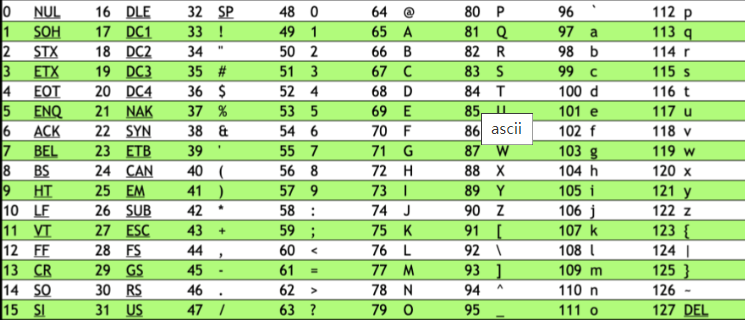 0 NUL 16 DLE 32 SP 48 0 64 @ 80 P 96 ` 112 p
1 SOH 17 DC1 33 ! 49 1 65 A 81 Q 97 a 113 q
2 STX 18 DC2 34 " 50 2 66 B 82 R 98 b 114 r
3 ETX 19 DC3 35 # 51 3 67 C 83 S 99 c 115 s
4 EOT 20 DC4 36 $ 52 4 68 D 84 T 100 d 116 t
5 ENQ 21 NAK 37 % 53 5 69 E 85 U 101 e 117 u
6 ACK 22 SYN 38 & 54 6 70 F 86 ascii 102 f 118 v
7 BEL 23 ETB 39 ' 55 7 71 G 87 W 103 g 119 w
8 BS 24 CAN 40 ( 56 8 72 H 88 X 104 h 120 x
9 HT 25 EM 41 ) 57 9 73 I 89 Y 105 i 121 y
10 LF 26 SUB 42 * 58 : 74 J 90 Z 106 j 122 z
11 VT 27 ESC 43 + 59 ; 75 K 91 [ 107 k 123 {
12 FF 28 FS 44 , 60 < 76 L 92 \ 108 l 124 |
13 CR 29 GS 45 - 61 = 77 M 93 ] 109 m 125 }
14 SO 30 RS 46 . 62 > 78 N 94 ^ 110 n 126 ~
15 SI 31 US 47 / 63 ? 79 O 95 _ 111 o 127 DEL